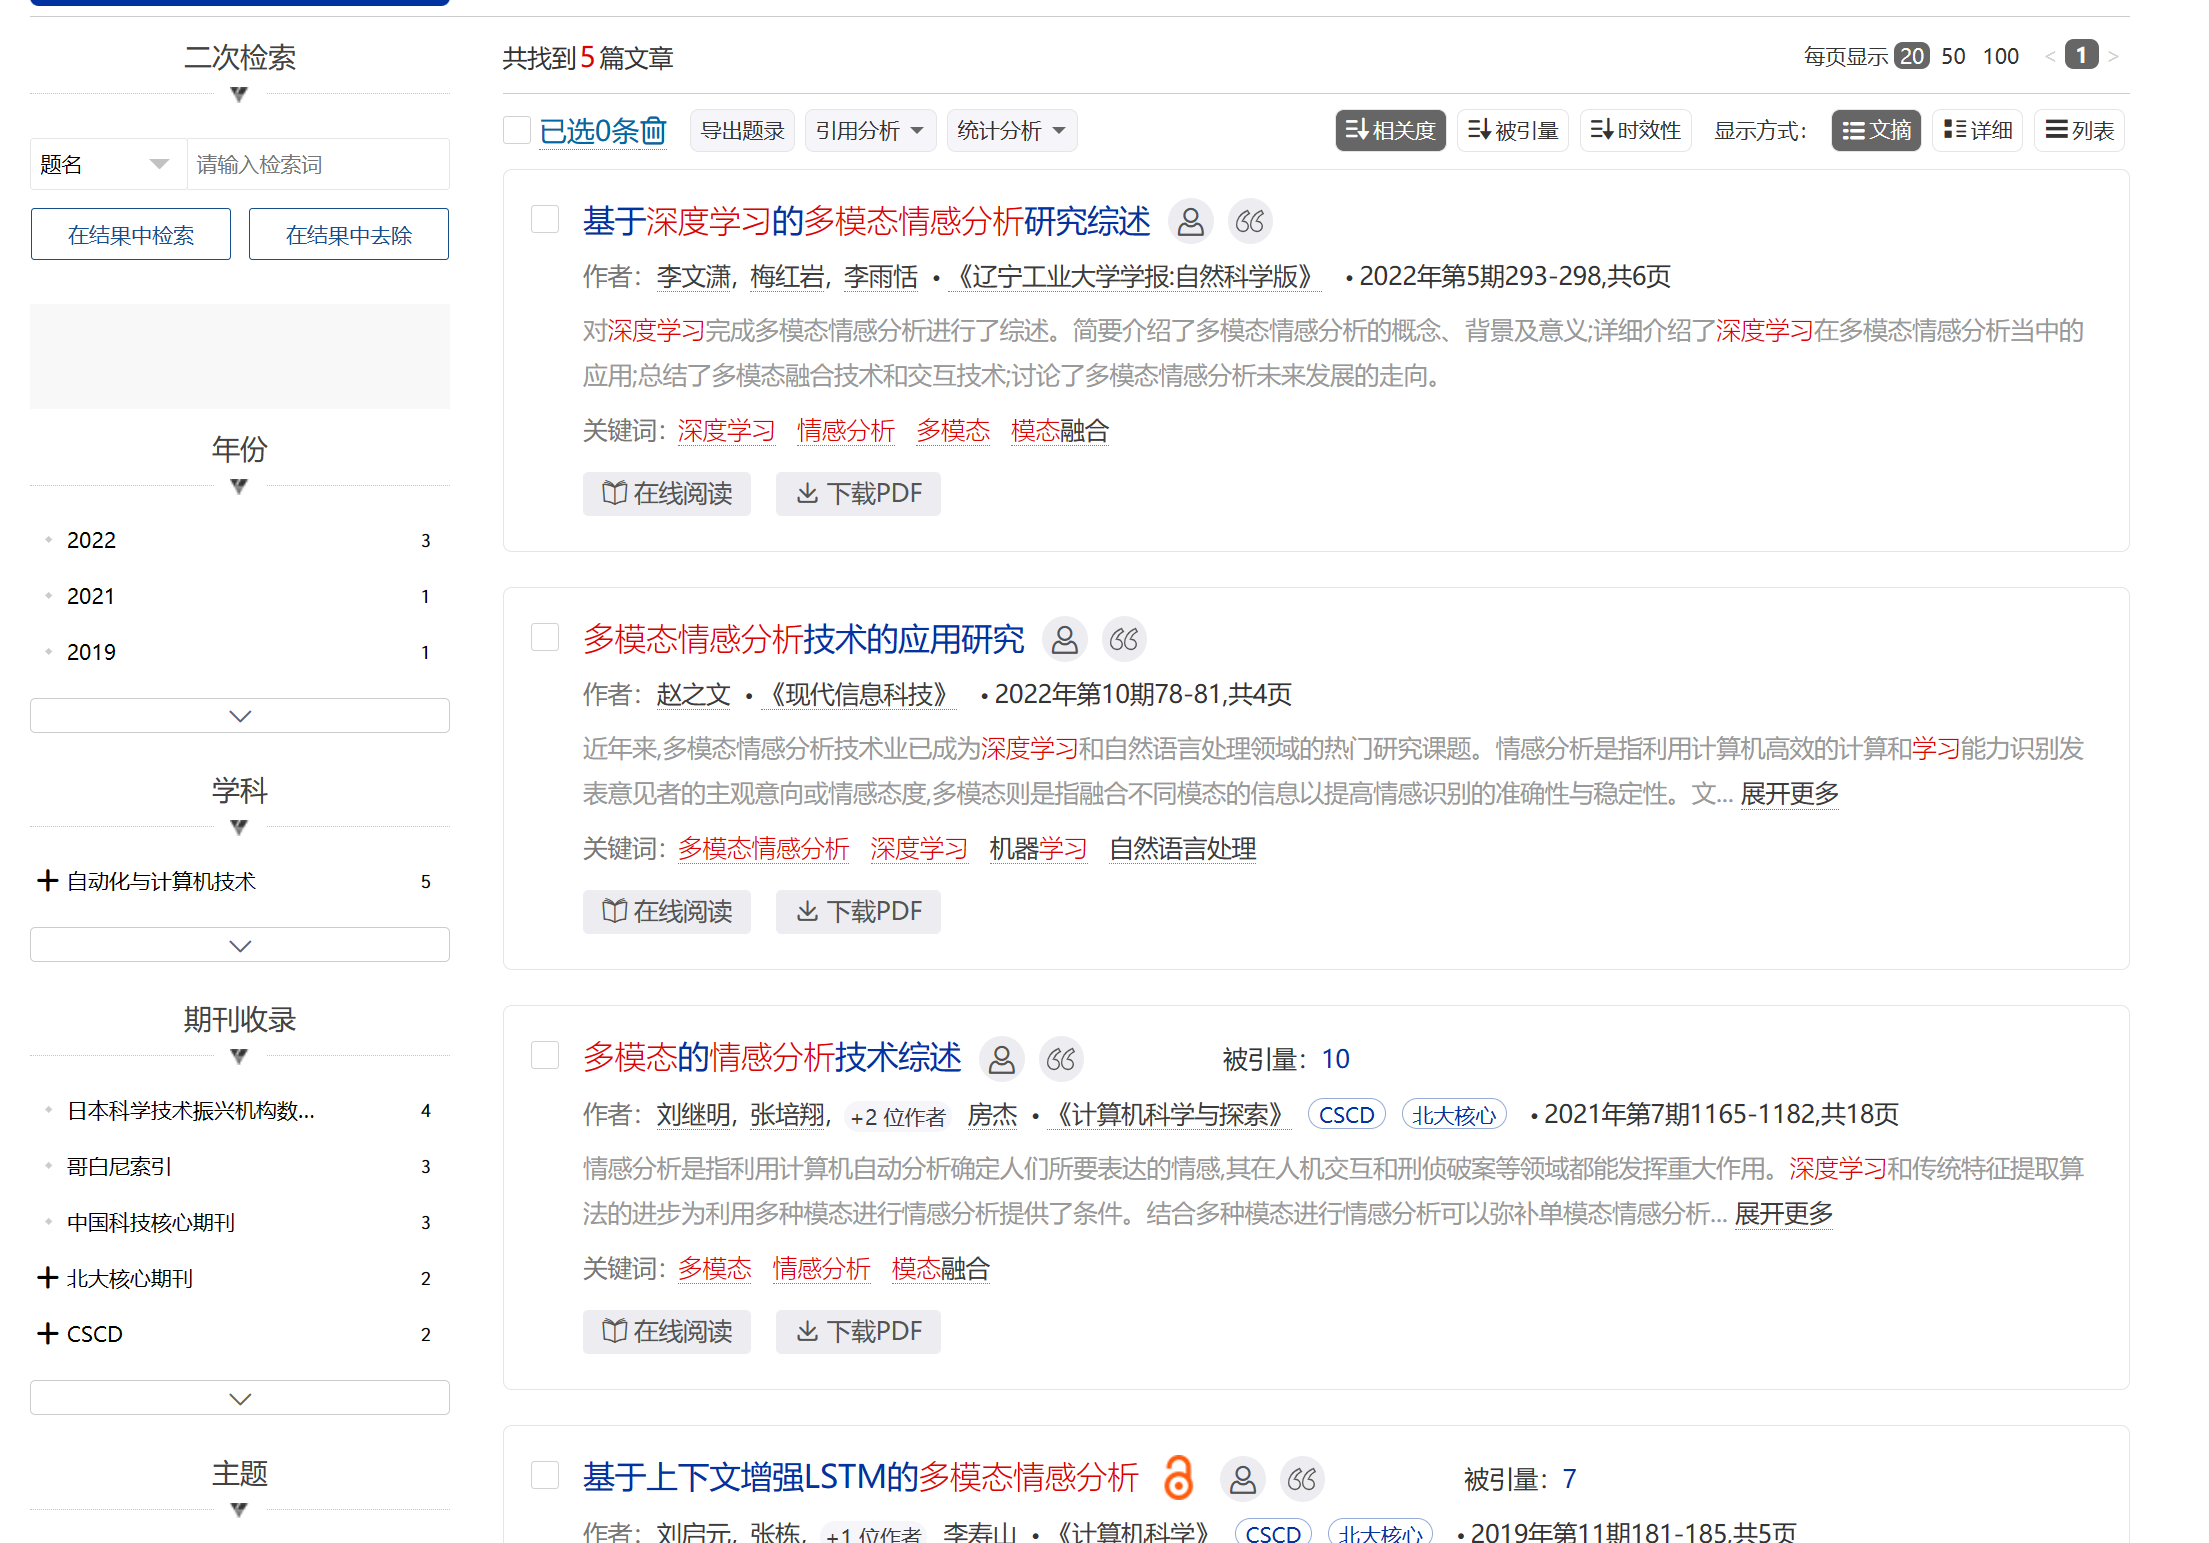 二次检索
题名
请输入检索词
在结果中检索 在结果中去除
年份
2022 3
2021 1
2019 1
学科
自动化与计算机技术 5
期刊收录
日本科学技术振兴机构数... 4
哥白尼索引 3
中国科技核心期刊 3
北大核心期刊 2
CSCD 2
主题
共找到5篇文章
每页显示 20 50 100 < 1 >
已选0条 导出题录 引用分析 统计分析 相关度 被引量 时效性 显示方式: 文摘 详细 列表
基于深度学习的多模态情感分析研究综述
作者: 李文潇, 梅红岩, 李雨恬 • 《辽宁工业大学学报:自然科学版》 • 2022年第5期293-298,共6页
对深度学习完成多模态情感分析进行了综述。简要介绍了多模态情感分析的概念、背景及意义;详细介绍了深度学习在多模态情感分析当中的
应用;总结了多模态融合技术和交互技术;讨论了多模态情感分析未来发展的走向。
关键词: 深度学习 情感分析 多模态 模态融合
在线阅读 下载PDF
多模态情感分析技术的应用研究
作者: 赵之文 • 《现代信息科技》 • 2022年第10期78-81,共4页
近年来,多模态情感分析技术业已成为深度学习和自然语言处理领域的热门研究课题。情感分析是指利用计算机高效的计算和学习能力识别发
表意见者的主观意向或情感态度,多模态则是指融合不同模态的信息以提高情感识别的准确性与稳定性。文... 展开更多
关键词: 多模态情感分析 深度学习 机器学习 自然语言处理
在线阅读 下载PDF
多模态的情感分析技术综述 被引量: 10
作者: 刘继明, 张培翔, +2 位作者 房杰 • 《计算机科学与探索》 CSCD 北大核心 • 2021年第7期1165-1182,共18页
情感分析是指利用计算机自动分析确定人们所要表达的情感,其在人机交互和刑侦破案等领域都能发挥重大作用。深度学习和传统特征提取算
法的进步为利用多种模态进行情感分析提供了条件。结合多种模态进行情感分析可以弥补单模态情感分析... 展开更多
关键词: 多模态 情感分析 模态融合
在线阅读 下载PDF
基于上下文增强LSTM的多模态情感分析 被引量: 7
作者: 刘启元, 张栋, +1 位作者 李寿山 • 《计算机科学》 CSCD 北大核心 • 2019年第11期181-185,共5页